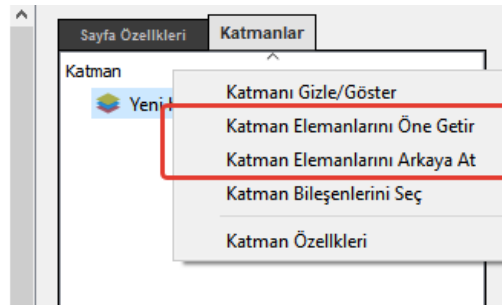 Sayfa Özellkleri Katmanlar
Katman
Yeni
Katmanı Gizle/Göster
Katman Elemanlarını Öne Getir
Katman Elemanlarını Arkaya At
Katman Bileşenlerini Seç
Katman Özellkleri